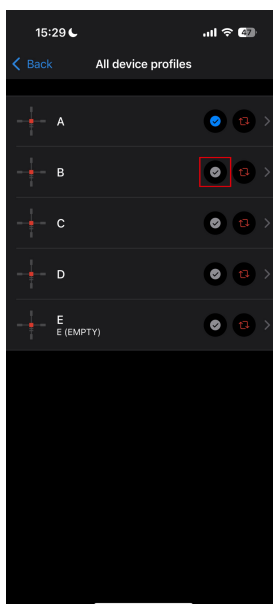 15:29
47
Back
All device profiles
A
B
C
D
E
E (EMPTY)